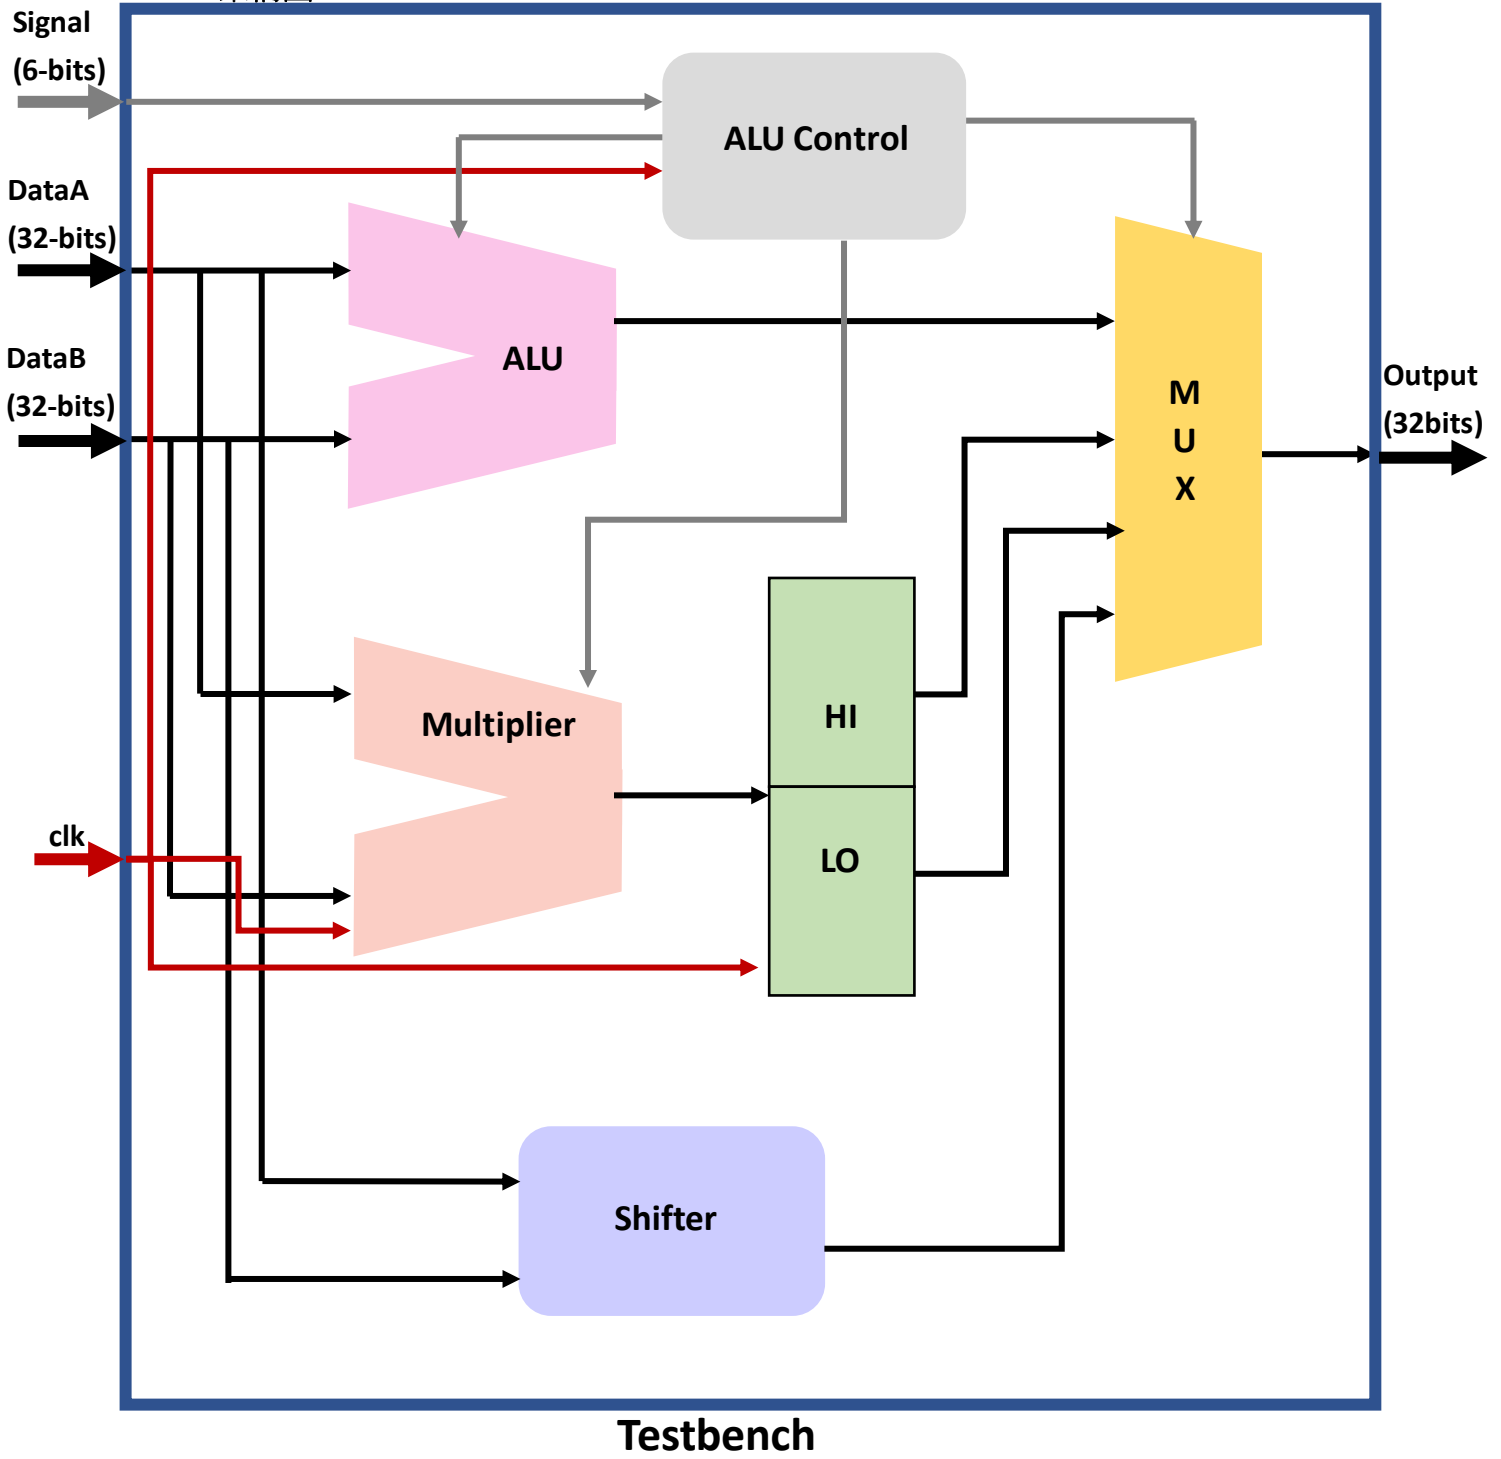 Signal
(6-bits)
ALU Control
DataA
(32-bits)
DataB
(32-bits)
ALU
M
U
X
Output
(32bits)
Multiplier
HI
clk
LO
Shifter
Testbench